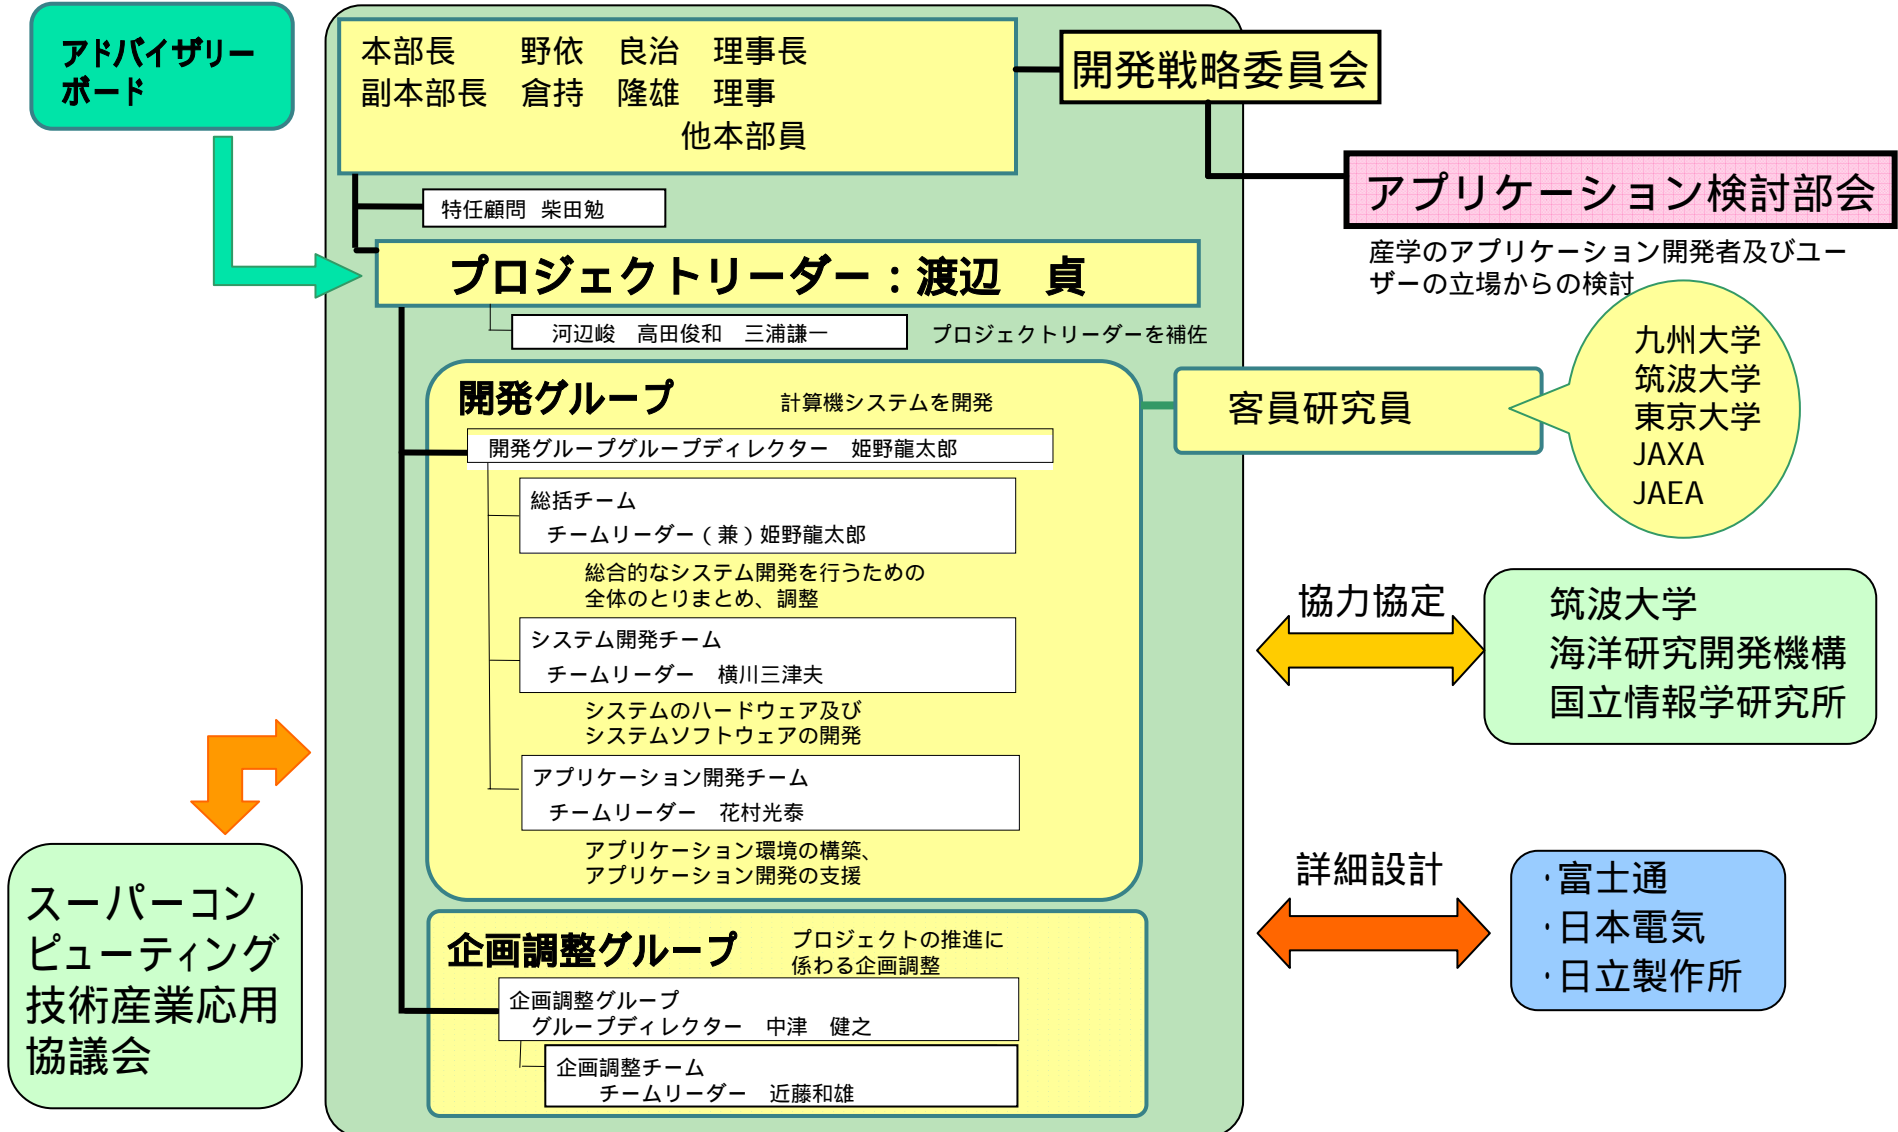 アドバイザリー
ボード
本部長　野依　良治　理事長
副本部長　倉持　隆雄　理事
他本部員
開発戦略委員会
アプリケーション検討部会
産学のアプリケーション開発者及びユー
ザーの立場からの検討
特任顧問 柴田勉
プロジェクトリーダー：渡辺　貞
河辺峻　高田俊和　三浦謙一
プロジェクトリーダーを補佐
開発グループ
計算機システムを開発
開発グループグループディレクター　姫野龍太郎
総括チーム
チームリーダー（兼）姫野龍太郎
総合的なシステム開発を行うための
全体のとりまとめ、調整
システム開発チーム
チームリーダー　横川三津夫
システムのハードウェア及び
システムソフトウェアの開発
アプリケーション開発チーム
チームリーダー　花村光泰
アプリケーション環境の構築、
アプリケーション開発の支援
企画調整グループ
プロジェクトの推進に
係わる企画調整
企画調整グループ
グループディレクター　中津　健之
企画調整チーム
チームリーダー　近藤和雄
客員研究員
九州大学
筑波大学
東京大学
JAXA
JAEA
協力協定
筑波大学
海洋研究開発機構
国立情報学研究所
詳細設計
・富士通
・日本電気
・日立製作所
スーパーコン
ピューティング
技術産業応用
協議会